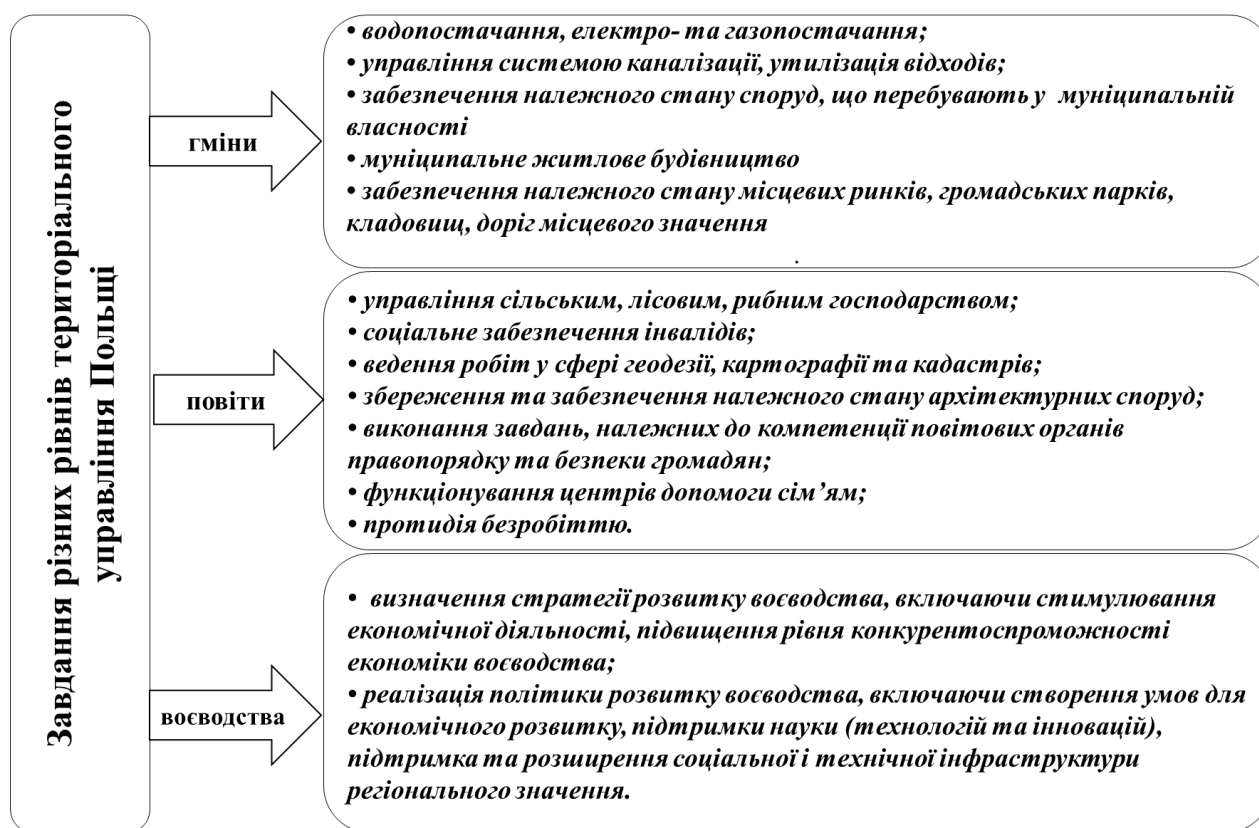 Завдання різних рівнів територіального
управління Польщі
гміни
• водопостачання, електро- та газопостачання;
• управління системою каналізації, утилізація відходів;
• забезпечення належного стану споруд, що перебувають у муніципальній
власності
• муніципальне житлове будівництво
• забезпечення належного стану місцевих ринків, громадських парків,
кладовищ, доріг місцевого значення
.
повіти
• управління сільським, лісовим, рибним господарством;
• соціальне забезпечення інвалідів;
• ведення робіт у сфері геодезії, картографії та кадастрів;
• збереження та забезпечення належного стану архітектурних споруд;
• виконання завдань, належних до компетенції повітових органів
правопорядку та безпеки громадян;
• функціонування центрів допомоги сім’ям;
• протидія безробіттю.
воєводства
• визначення стратегії розвитку воєводства, включаючи стимулювання
економічної діяльності, підвищення рівня конкурентоспроможності
економіки воєводства;
• реалізація політики розвитку воєводства, включаючи створення умов для
економічного розвитку, підтримки науки (технологій та інновацій),
підтримка та розширення соціальної і технічної інфраструктури
регіонального значення.